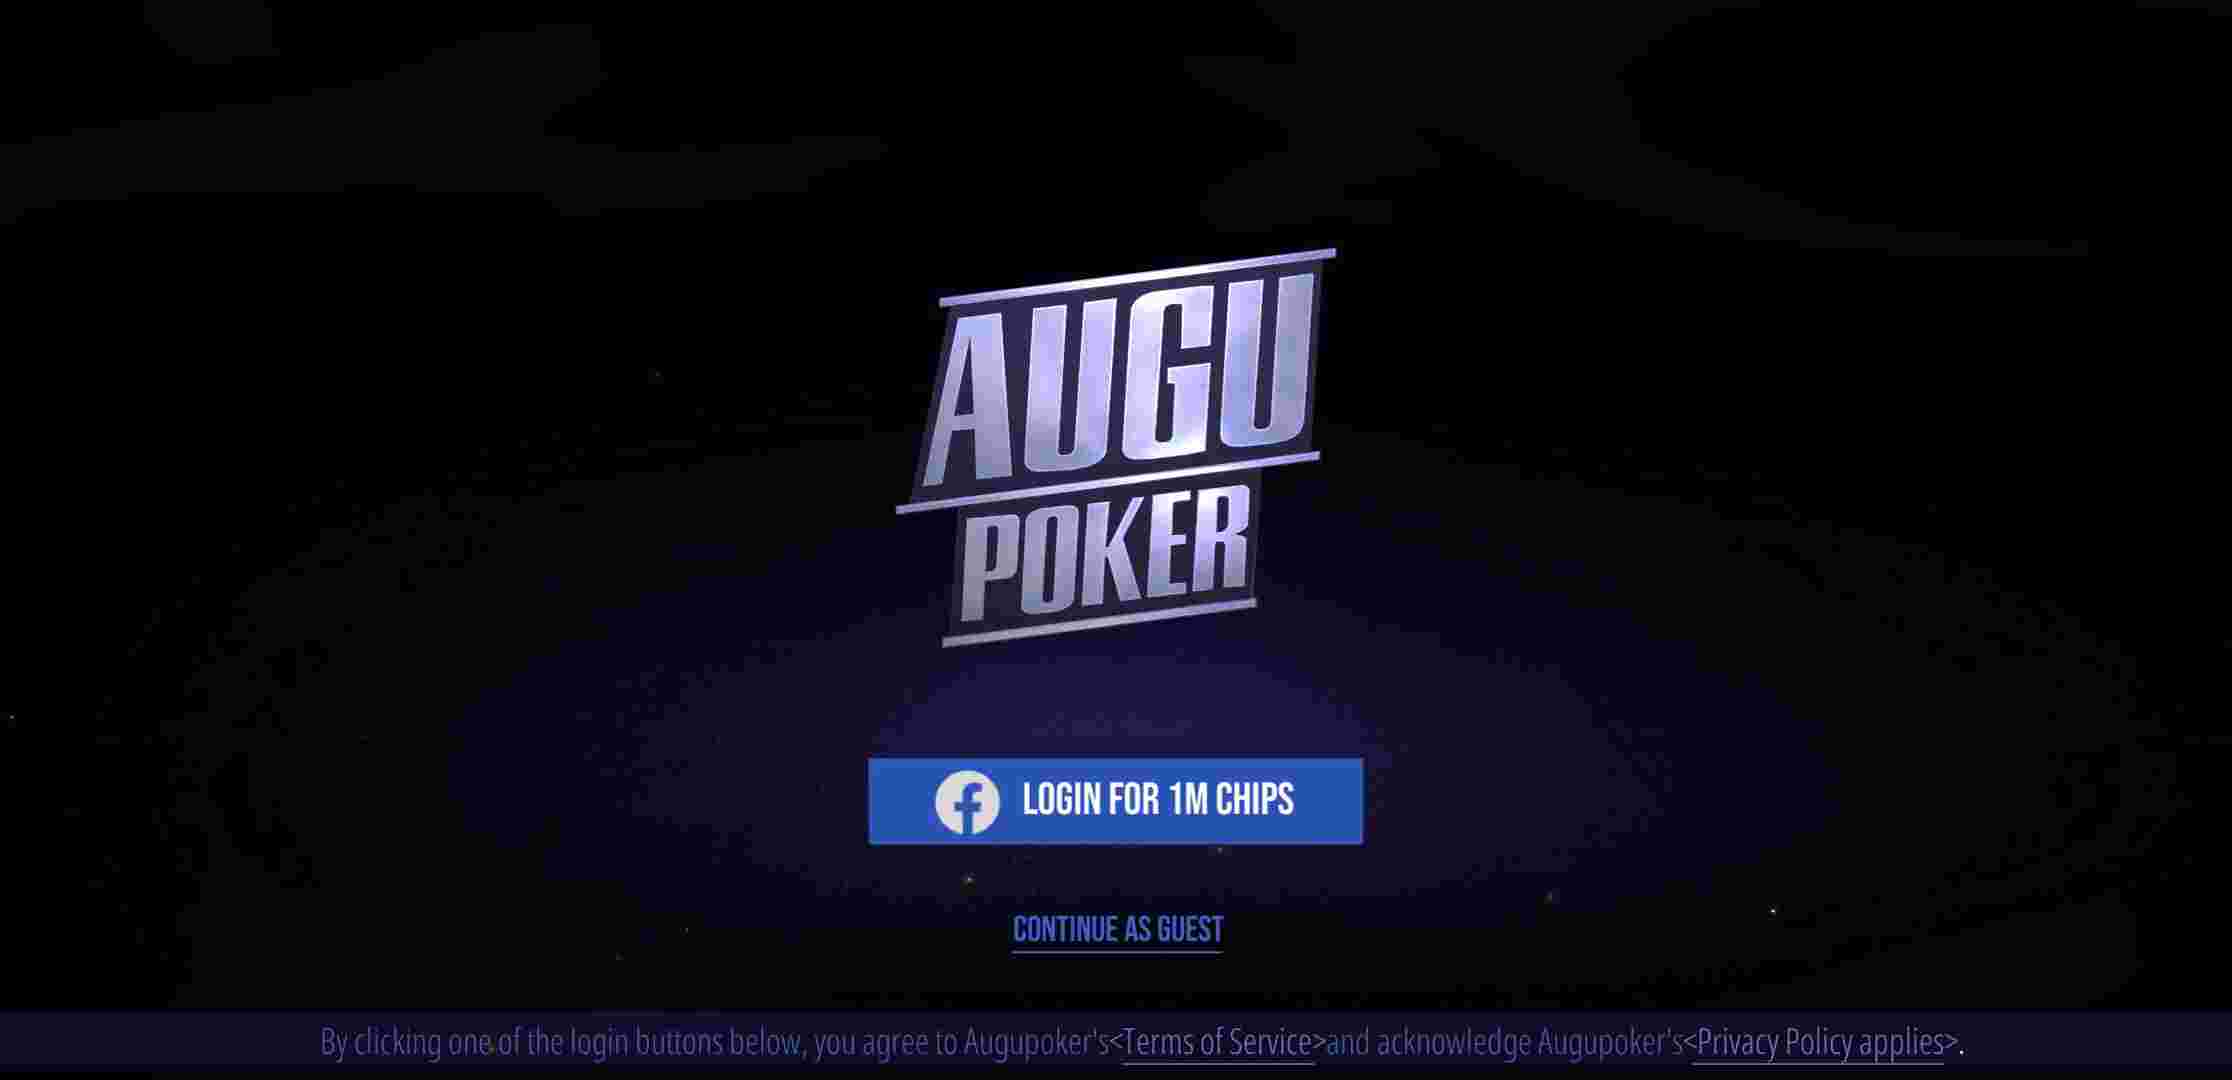 AUGU
POKER
LOGIN FOR 1M CHIPS
CONTINUE AS GUEST
By clicking one of the login buttons below, you agree to Augupoker's<Terms of Service>and acknowledge Augupoker's<Privacy Policy applies>.